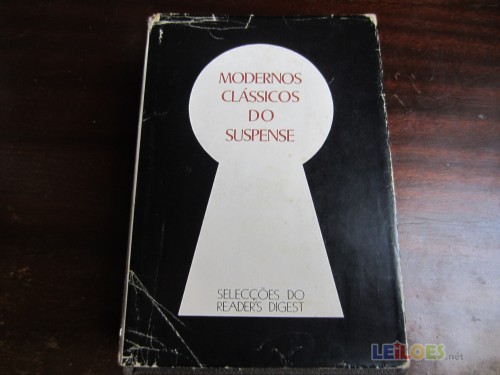 MODERNOS
CLÁSSICOS
DO
SUSPENSE
SELECÇÕES DO
READER'S DIGEST
LEiLOES.net